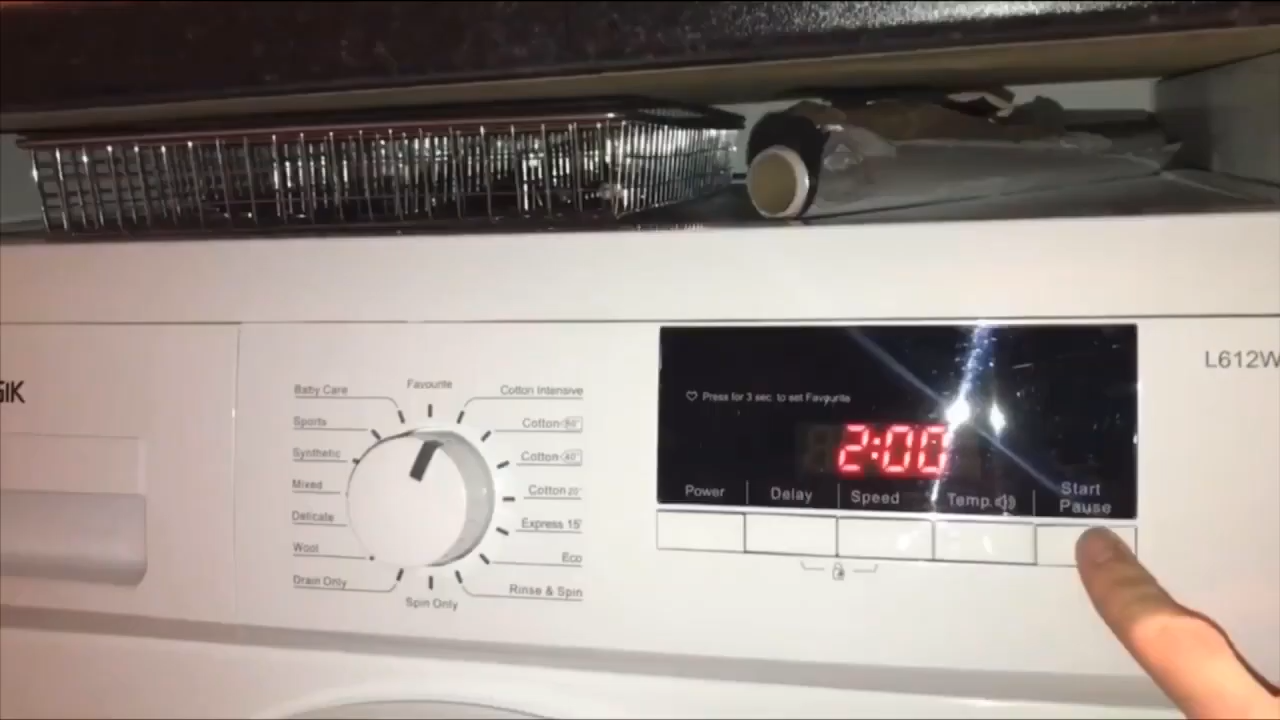 GIK
L612W
Favourite
Baby Care
Sports
Synthetic
Mixed
Delicate
Wool
Drain Only
Spin Only
Cotton Intensive
Cotton 60°
Cotton 40°
Cotton 20°
Express 15'
Eco
Rinse & Spin
♡ Press for 3 sec. to set Favourite
2:00
Power Delay Speed Temp. Start
Pause